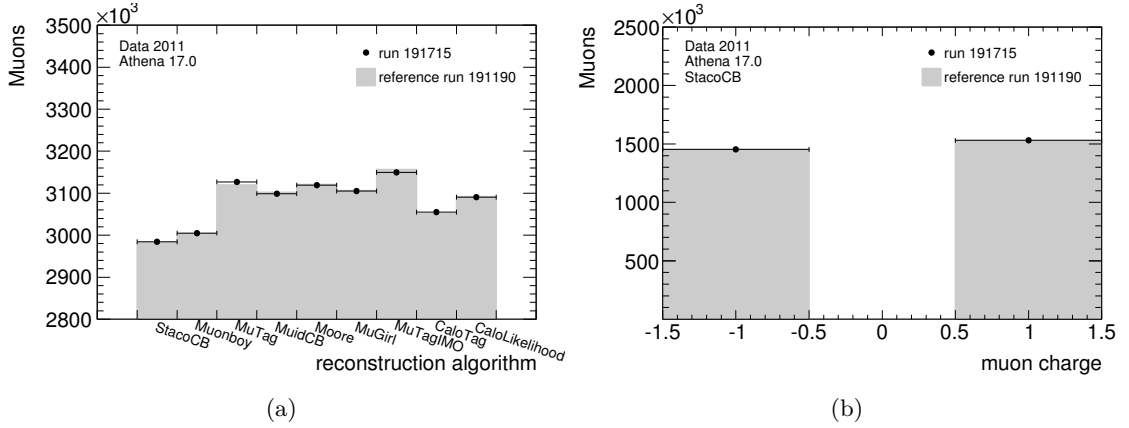 ×10³
3500
3400
3300
3200
3100
3000
2900
2800
Muons
Data 2011
Athena 17.0
run 191715
reference run 191190
StacoCB
Muonboy
MuTag
MuidCB
Moore
MuGirl
MuTagIMO
CaloTag
CaloLikelihood
reconstruction algorithm
(a)
×10³
2500
2000
1500
1000
500
Muons
Data 2011
Athena 17.0
StacoCB
run 191715
reference run 191190
-1.5 -1 -0.5 0 0.5 1 1.5
muon charge
(b)